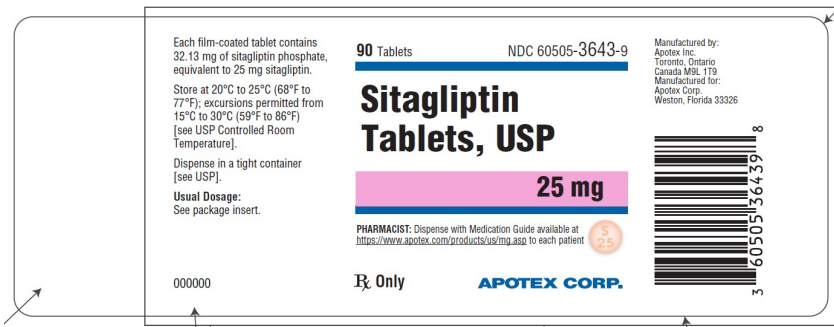 Each film-coated tablet contains
32.13 mg of sitagliptin phosphate,
equivalent to 25 mg sitagliptin.
Store at 20°C to 25°C (68°F to
77°F); excursions permitted from
15°C to 30°C (59°F to 86°F)
[see USP Controlled Room
Temperature].
Dispense in a tight container
[see USP].
Usual Dosage:
See package insert.
000000
90 Tablets NDC 60505-3643-9
Sitagliptin
Tablets, USP
25 mg
PHARMACIST: Dispense with Medication Guide available at
https://www.apotex.com/products/us/mg.asp to each patient
S
25
Rx Only APOTEX CORP.
Manufactured by:
Apotex Inc.
Toronto, Ontario
Canada M9L 1T9
Manufactured for:
Apotex Corp.
Weston, Florida 33326
3 60505 36439 8